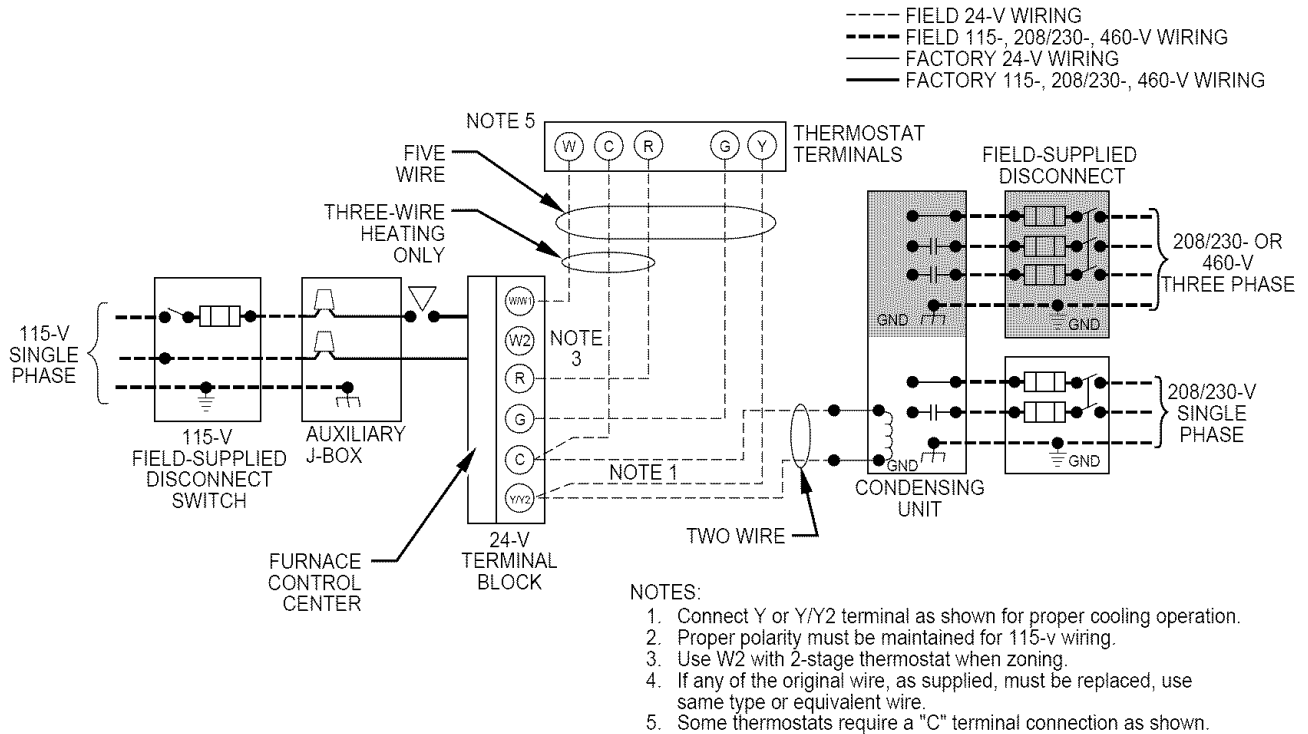 FIELD 24-V WIRING
FIELD 115-, 208/230-, 460-V WIRING
FACTORY 24-V WIRING
FACTORY 115-, 208/230-, 460-V WIRING
NOTE 5
W C R G Y
THERMOSTAT
TERMINALS
FIVE
WIRE
THREE-WIRE
HEATING
ONLY
FIELD-SUPPLIED
DISCONNECT
208/230- OR
460-V
THREE PHASE
GND
GND
115-V
SINGLE
PHASE
W/W1
W2
R
G
C
Y/Y2
NOTE
3
NOTE 1
208/230-V
SINGLE
PHASE
GND
GND
115-V
FIELD-SUPPLIED
DISCONNECT
SWITCH
AUXILIARY
J-BOX
CONDENSING
UNIT
TWO WIRE
FURNACE
CONTROL
CENTER
24-V
TERMINAL
BLOCK
NOTES:
1. Connect Y or Y/Y2 terminal as shown for proper cooling operation.
2. Proper polarity must be maintained for 115-v wiring.
3. Use W2 with 2-stage thermostat when zoning.
4. If any of the original wire, as supplied, must be replaced, use
same type or equivalent wire.
5. Some thermostats require a "C" terminal connection as shown.